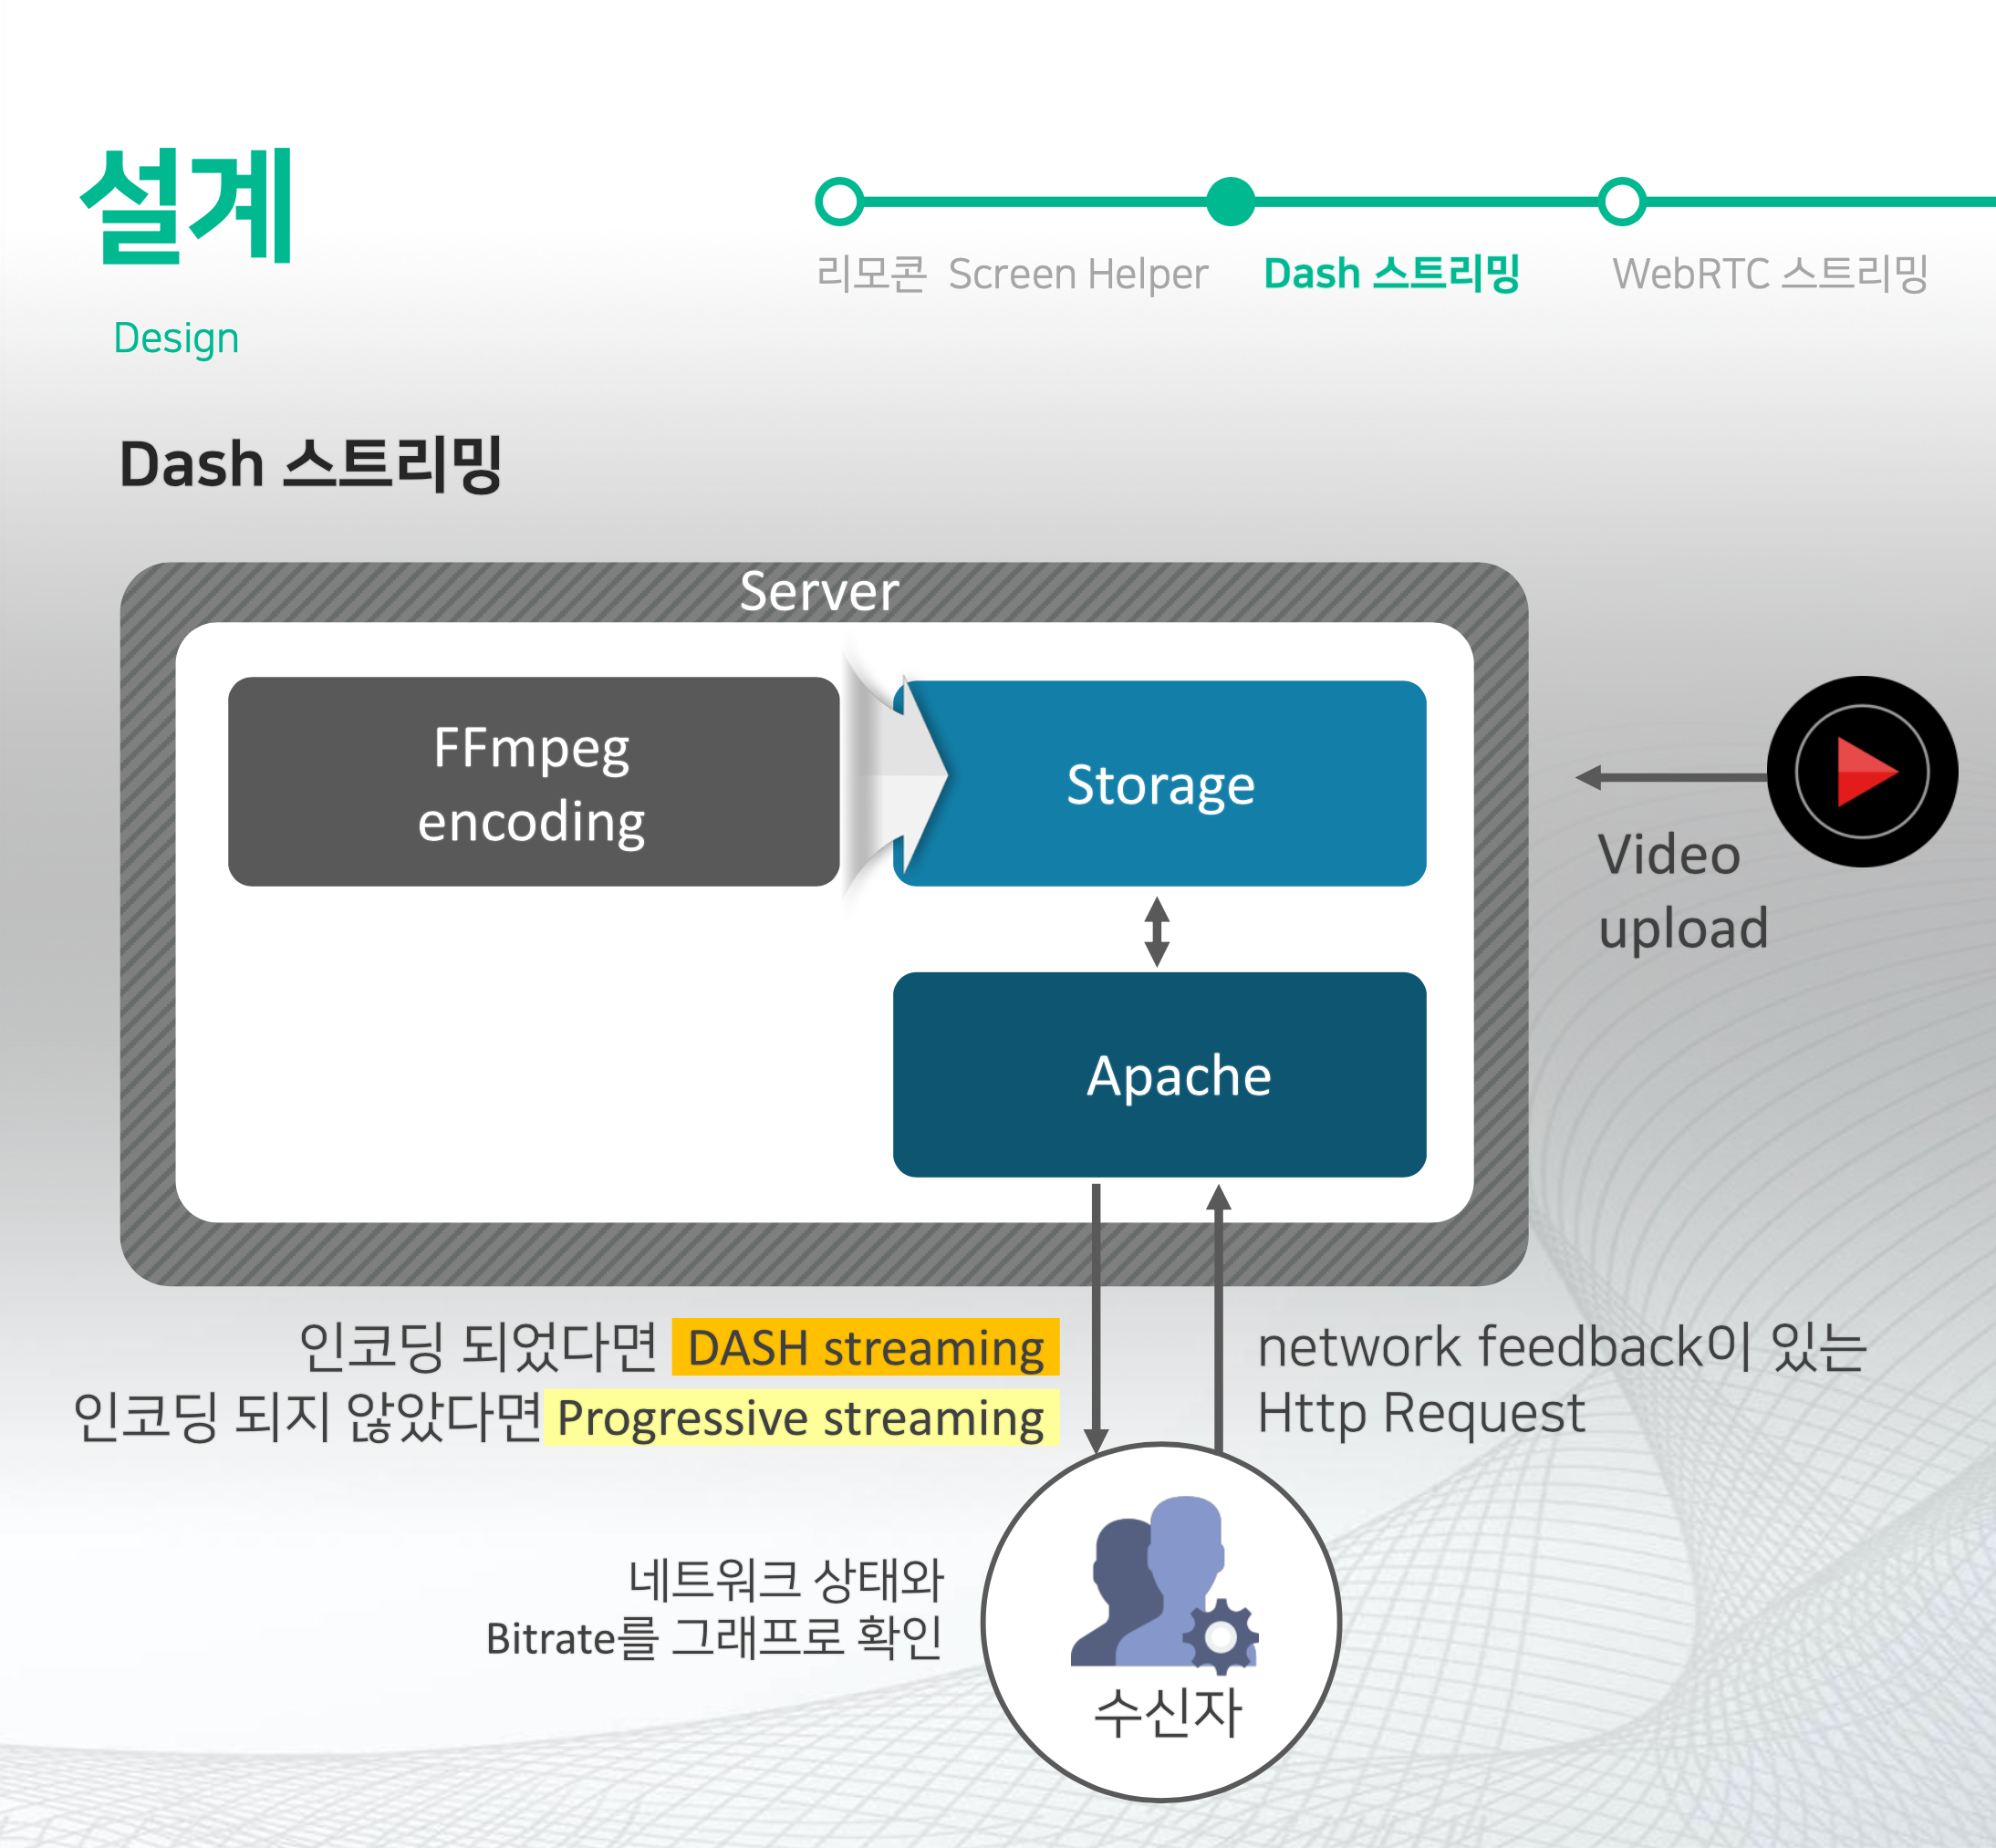 설계
Design
리모콘 Screen Helper
Dash 스트리밍
WebRTC 스트리밍
Dash 스트리밍
Server
FFmpeg
encoding
Storage
Video
upload
Apache
인코딩 되었다면 DASH streaming
인코딩 되지 않았다면 Progressive streaming
network feedback이 있는
Http Request
네트워크 상태와
Bitrate를 그래프로 확인
수신자